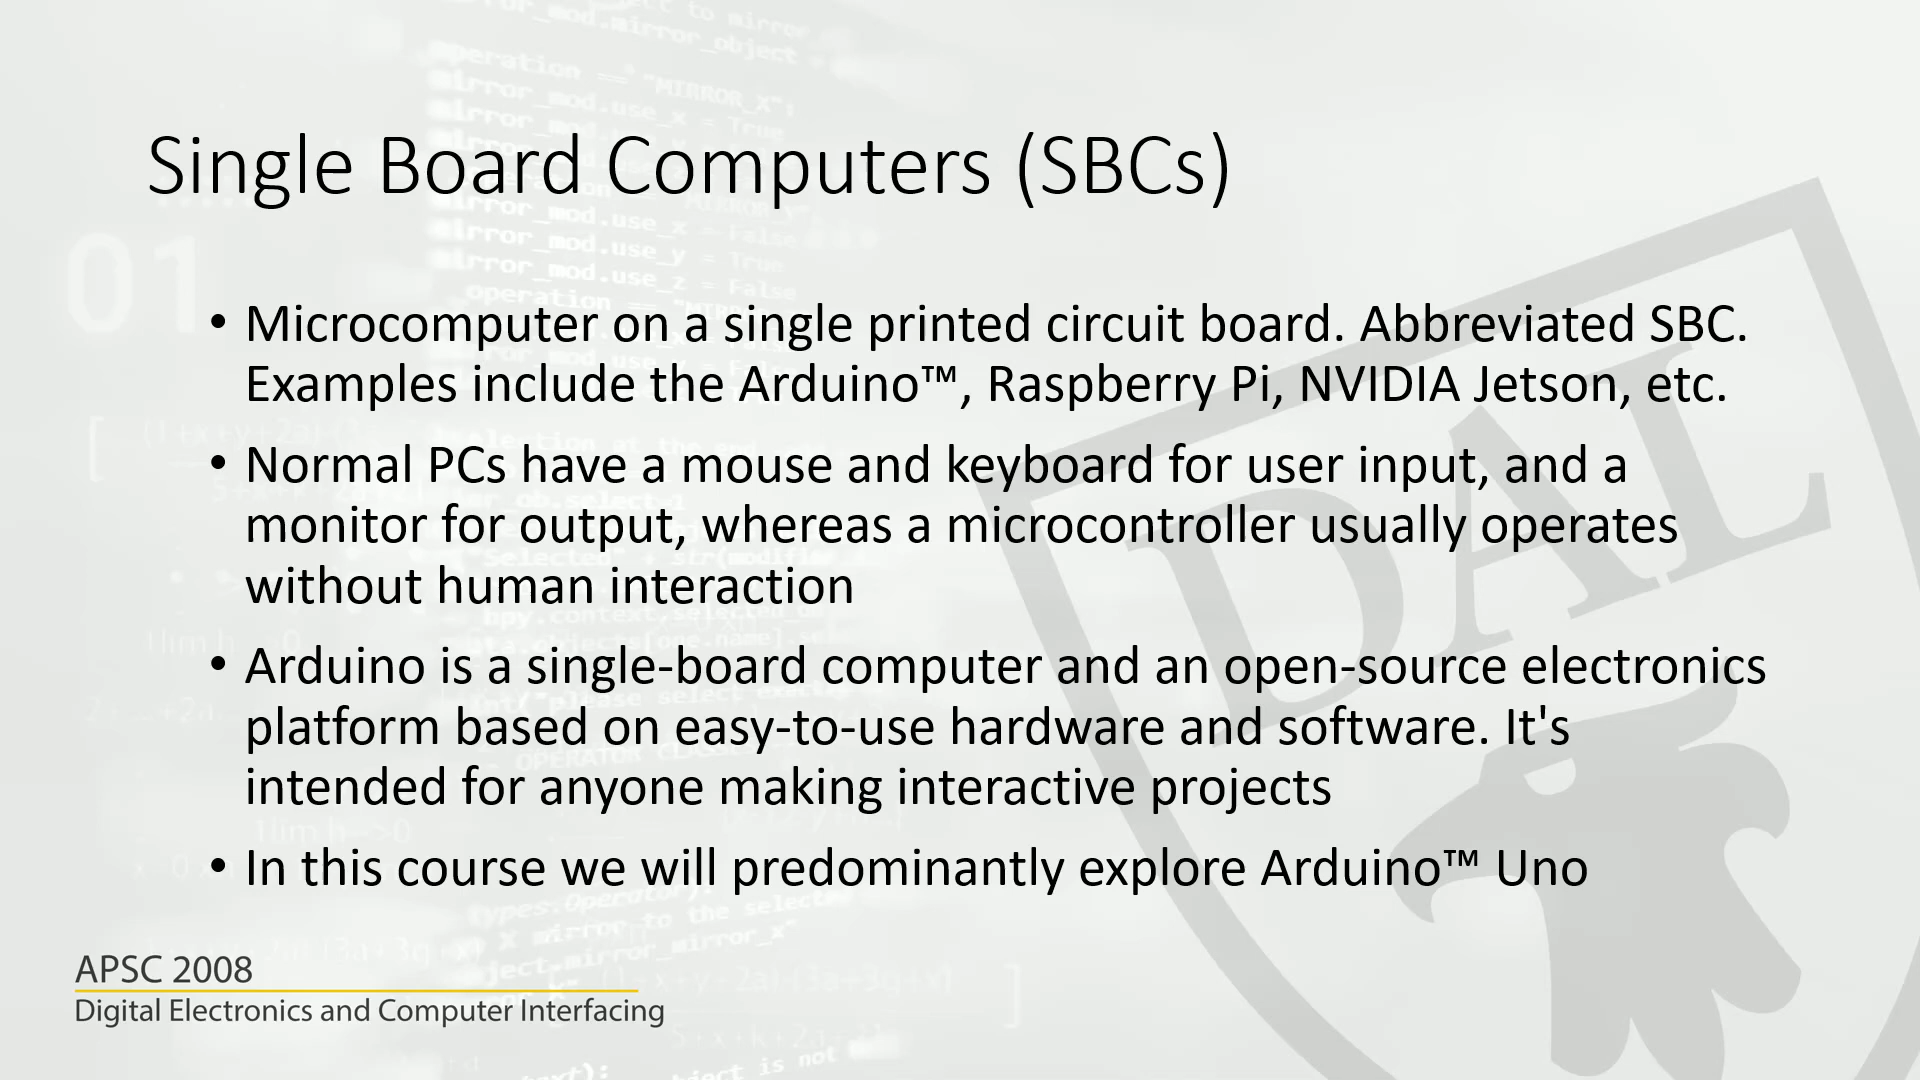 Single Board Computers (SBCs)
• Microcomputer on a single printed circuit board. Abbreviated SBC.
Examples include the Arduino™, Raspberry Pi, NVIDIA Jetson, etc.
• Normal PCs have a mouse and keyboard for user input, and a
monitor for output, whereas a microcontroller usually operates
without human interaction
• Arduino is a single-board computer and an open-source electronics
platform based on easy-to-use hardware and software. It's
intended for anyone making interactive projects
• In this course we will predominantly explore Arduino™ Uno
APSC 2008
Digital Electronics and Computer Interfacing
DAL
01